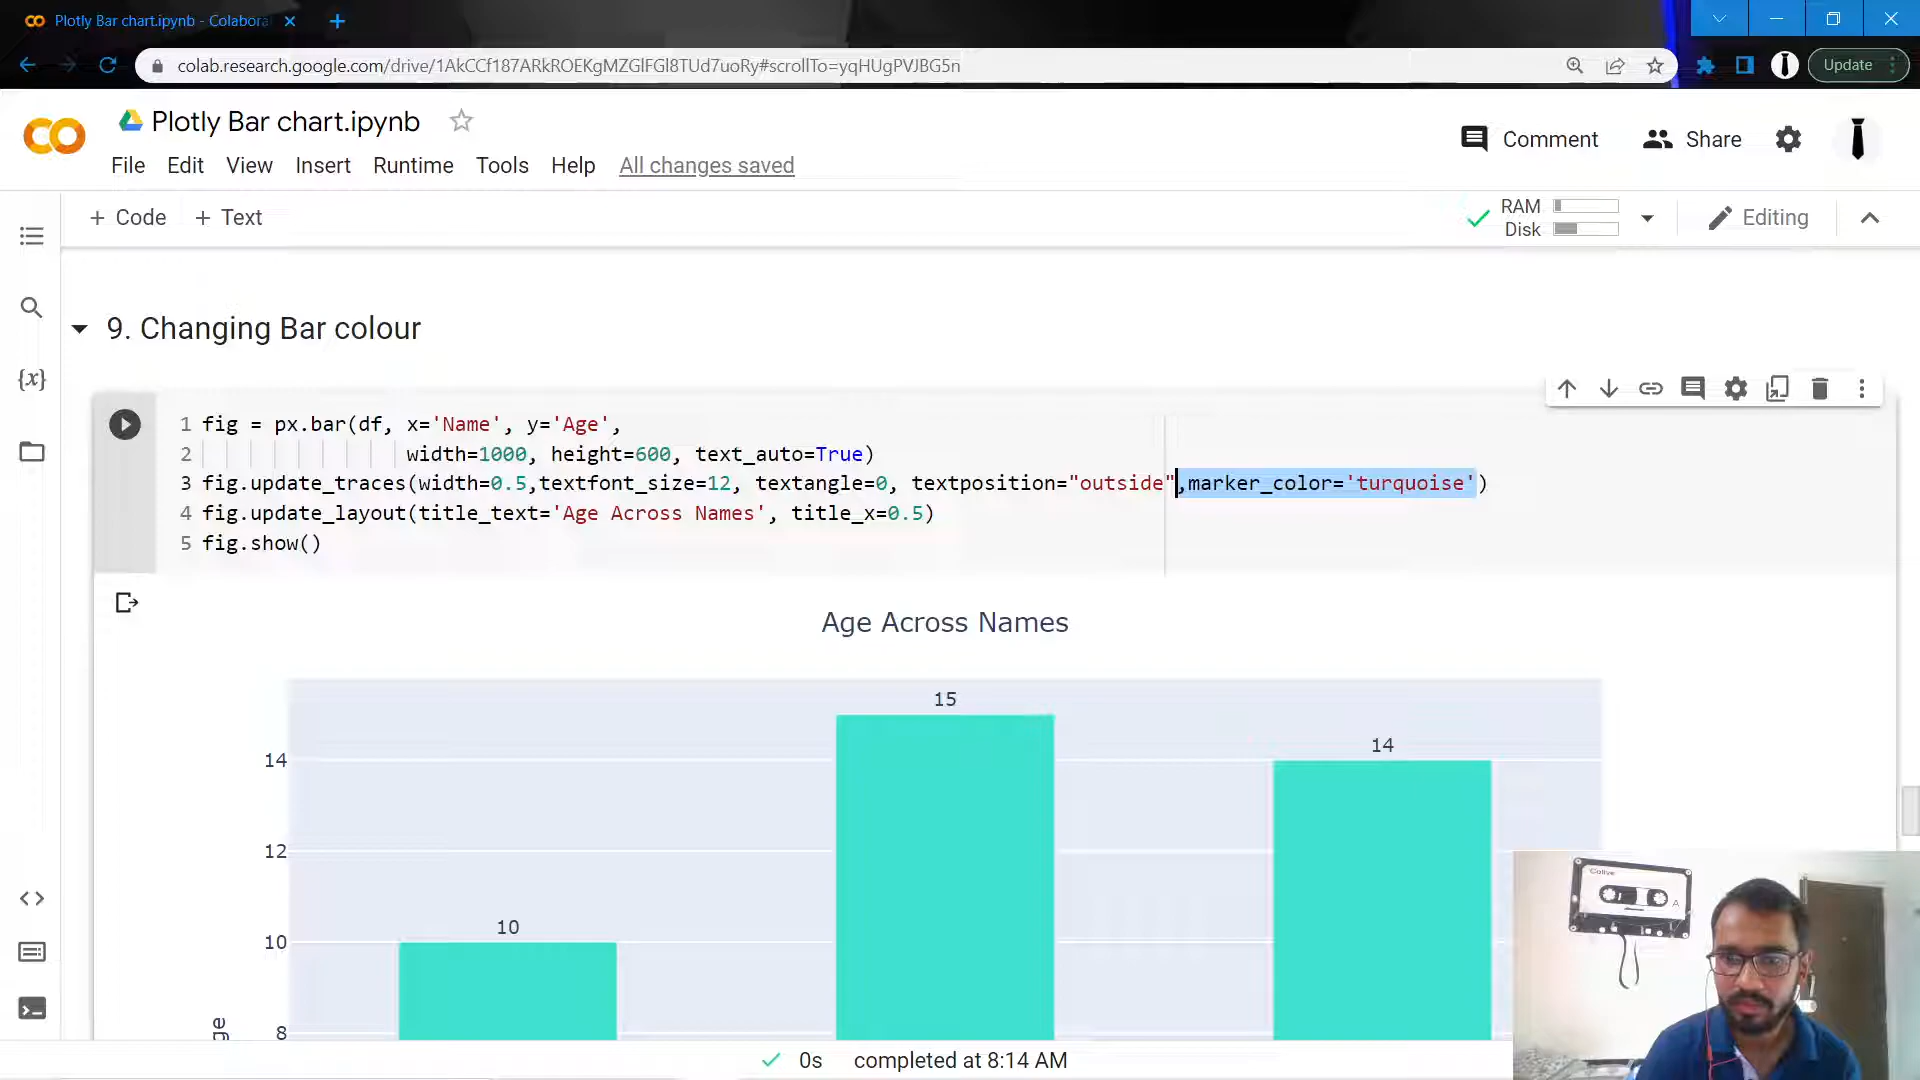 Plotly Bar chart.ipynb - Colabora
colab.research.google.com/drive/1AkCCf187ARkROEKgMZGlFGl8TUd7uoRy#scrollTo=yqHUgPVJBG5n
Update
CO
Plotly Bar chart.ipynb
Comment
Share
File Edit View Insert Runtime Tools Help All changes saved
+ Code + Text
RAM
Disk
Editing
9. Changing Bar colour
{x}
1 fig = px.bar(df, x='Name', y='Age',
2 width=1000, height=600, text_auto=True)
3 fig.update_traces(width=0.5,textfont_size=12, textangle=0, textposition="outside",marker_color='turquoise')
4 fig.update_layout(title_text='Age Across Names', title_x=0.5)
5 fig.show()
Age Across Names
15
14
14
12
10
10
8
ge
A
0s completed at 8:14 AM